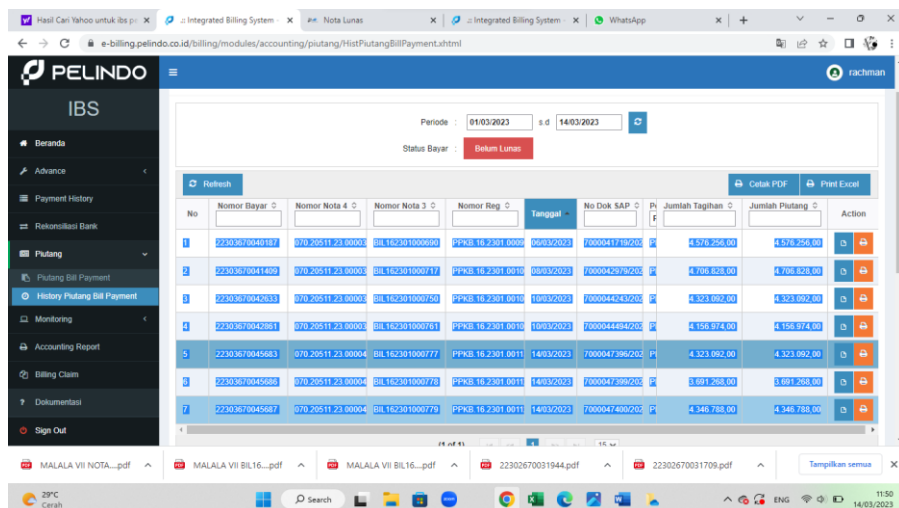 Hasil Cari Yahoo untuk ibs pe
.:: Integrated Billing System -
Nota Lunas
.:: Integrated Billing System -
WhatsApp
e-billing.pelindo.co.id/billing/modules/accounting/piutang/HistPiutangBillPayment.xhtml
PELINDO
rachman
IBS
Beranda
Advance
Payment History
Rekonsiliasi Bank
Piutang
Piutang Bill Payment
History Piutang Bill Payment
Monitoring
Accounting Report
Billing Claim
Dokumentasi
Sign Out
Periode : 01/03/2023 s.d 14/03/2023
Status Bayar : Belum Lunas
Refresh Cetak PDF Print Excel
No Nomor Bayar Nomor Nota 4 Nomor Nota 3 Nomor Reg Tanggal No Dok SAP Jumlah Tagihan Jumlah Piutang Action
1 22303670040187 070.20511.23.00003 BIL162301000690 PPKB.16.2301.0009 06/03/2023 7000041719/202 4.576.256,00 4.576.256,00
2 22303670041409 070.20511.23.00003 BIL162301000717 PPKB.16.2301.0010 08/03/2023 7000042979/202 4.706.828,00 4.706.828,00
3 22303670042633 070.20511.23.00003 BIL162301000750 PPKB.16.2301.0010 10/03/2023 7000044243/202 4.323.092,00 4.323.092,00
4 22303670042861 070.20511.23.00003 BIL162301000761 PPKB.16.2301.0010 10/03/2023 7000044494/202 4.156.974,00 4.156.974,00
5 22303670045683 070.20511.23.00004 BIL162301000777 PPKB.16.2301.0011 14/03/2023 7000047396/202 4.323.092,00 4.323.092,00
6 22303670045686 070.20511.23.00004 BIL162301000778 PPKB.16.2301.0011 14/03/2023 7000047399/202 3.691.268,00 3.691.268,00
7 22303670045687 070.20511.23.00004 BIL162301000779 PPKB.16.2301.0011 14/03/2023 7000047400/202 4.346.788,00 4.346.788,00
(1 of 1) 1 15
MALALA VII NOTA....pdf
MALALA VII BIL16....pdf
MALALA VII BIL16....pdf
22302670031944.pdf
22302670031709.pdf
Tampilkan semua
29°C
Cerah
Search
ENG
11:50
14/03/2023